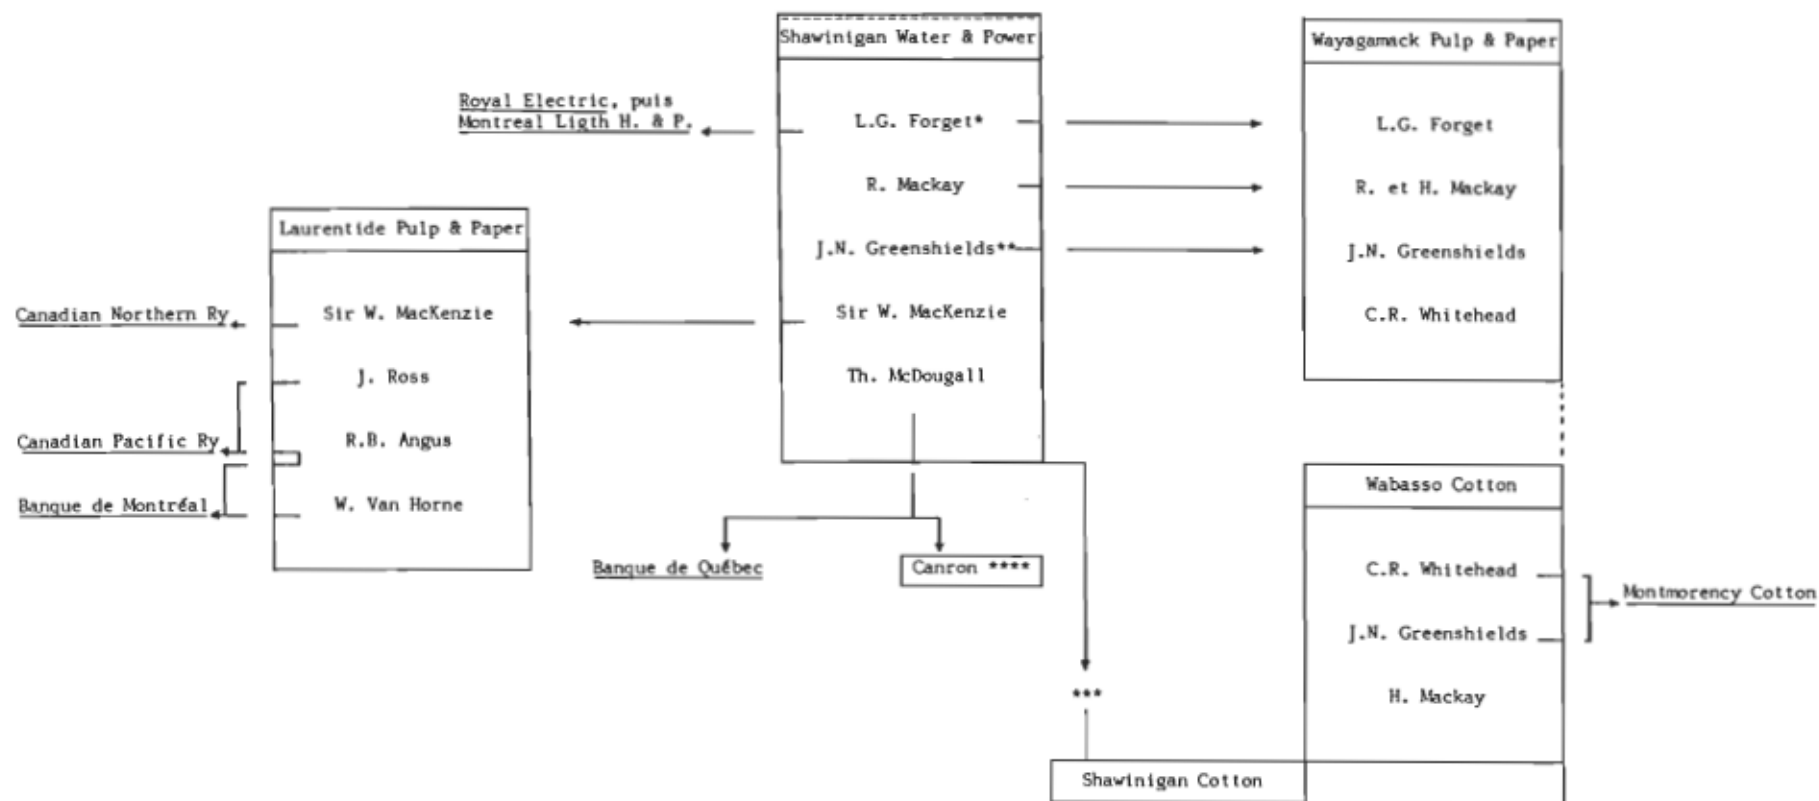 Shawinigan Water & Power
Wayagamack Pulp & Paper
Royal Electric, puis
Montreal Ligth H. & P.
L.G. Forget*
L.G. Forget
R. Mackay
R. et H. Mackay
Laurentide Pulp & Paper
J.N. Greenshields**
J.N. Greenshields
Canadian Northern Ry
Sir W. MacKenzie
Sir W. MacKenzie
C.R. Whitehead
J. Ross
Th. McDougall
Canadian Pacific Ry
R.B. Angus
Banque de Montréal
W. Van Horne
Wabasso Cotton
Banque de Québec
Canron ****
C.R. Whitehead
Montmorency Cotton
J.N. Greenshields
***
H. Mackay
Shawinigan Cotton